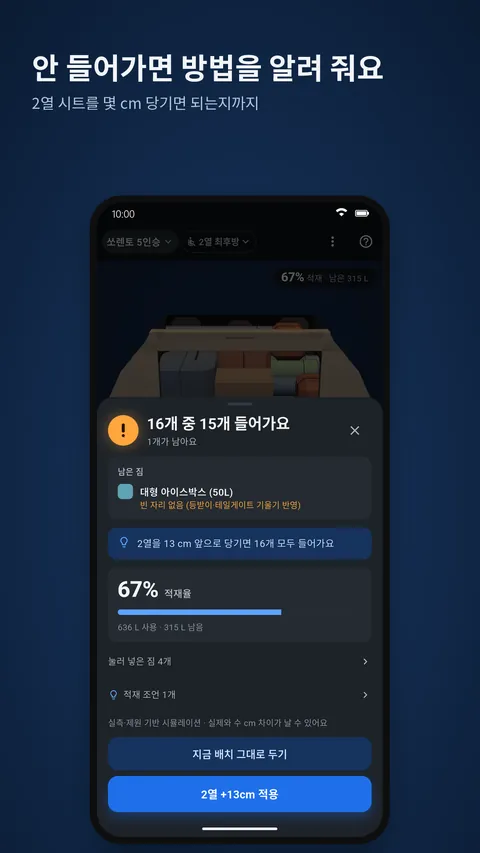 안 들어가면 방법을 알려 줘요
2열 시트를 몇 cm 당기면 되는지까지
10:00
쏘렌토 5인승
2열 최후방
67% 적재 · 남은 315 L
16개 중 15개 들어가요
1개가 남아요
남은 짐
대형 아이스박스 (50L)
빈 자리 없음 (등받이·테일게이트 기울기 반영)
2열을 13 cm 앞으로 당기면 16개 모두 들어가요
67% 적재율
636 L 사용 · 315 L 남음
눌러 넣은 짐 4개
적재 조언 1개
실측·제원 기반 시뮬레이션 · 실제와 수 cm 차이가 날 수 있어요
지금 배치 그대로 두기
2열 +13cm 적용